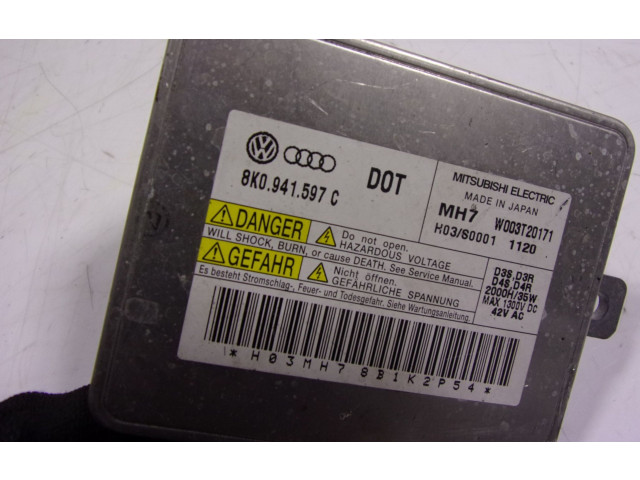 8K0.941.597 C
DOT
MITSUBISHI ELECTRIC
MADE IN JAPAN
MH7 W003T20171
H03/S0001 1120
DANGER
Do not open.
HAZARDOUS VOLTAGE
WILL SHOCK, BURN, or cause DEATH. See Service Manual.
GEFAHR
Nicht öffnen.
GEFÄHRLICHE SPANNUNG
Es besteht Stromschlag-, Feuer- und Todesgefahr. Siehe Wartungsanleitung.
D3S,D3R
D4S,D4R
2000H/35W
MAX 1300V DC
42V AC
*H03MH78B1K2P54*